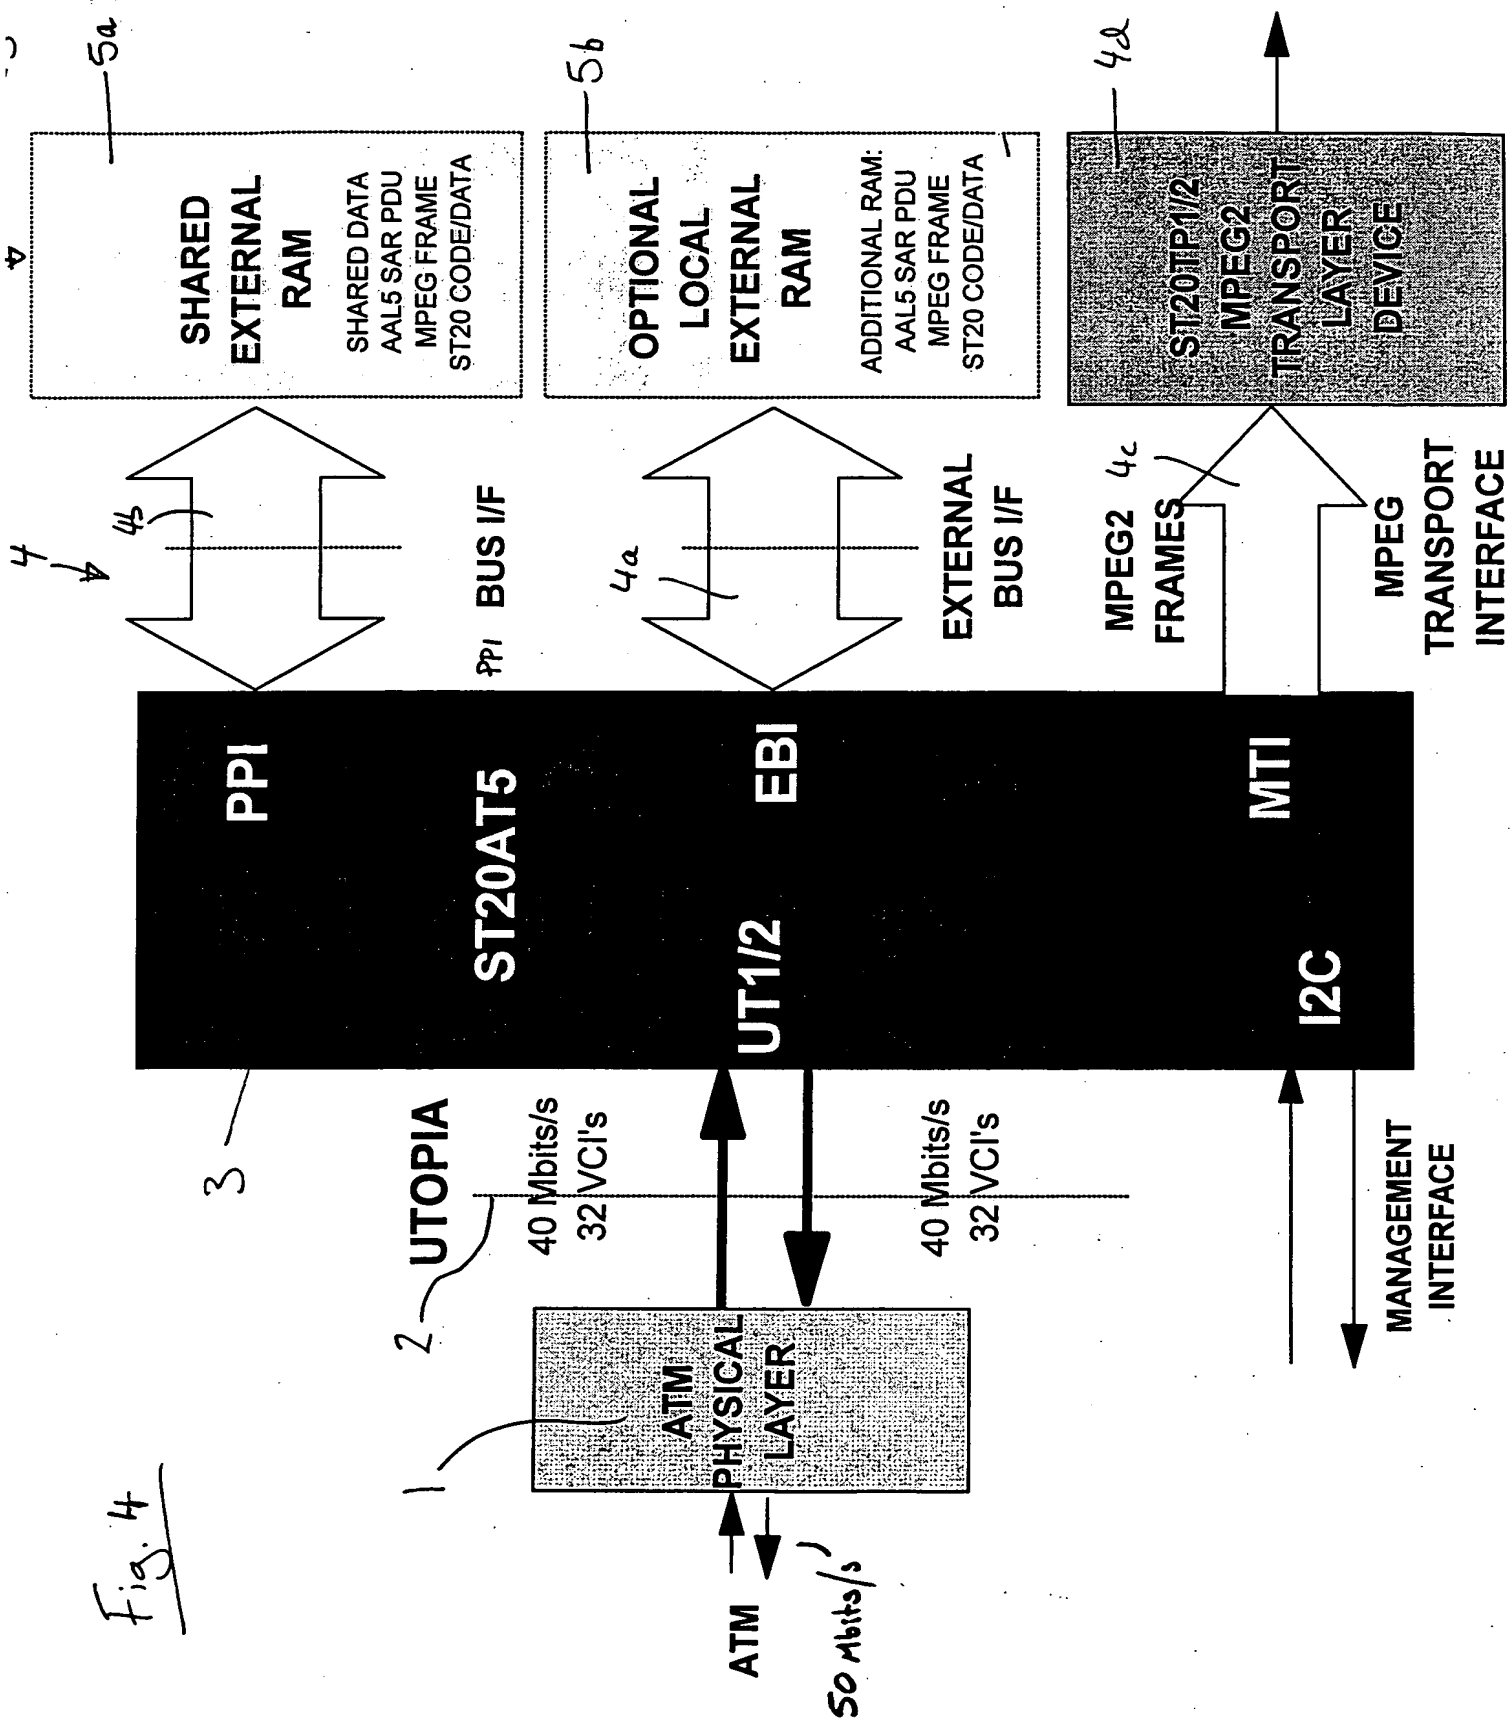 Fig. 4
4
4b
5a
SHARED
EXTERNAL
RAM
SHARED DATA
AAL5 SAR PDU
MPEG FRAME
ST20 CODE/DATA
PPI
PPI BUS I/F
3
ST20AT5
UTOPIA
2
40 Mbits/s
32 VCI's
1
ATM
PHYSICAL
LAYER
ATM
50 Mbits/s
UT1/2
40 Mbits/s
32 VCI's
EBI
4a
EXTERNAL
BUS I/F
5b
OPTIONAL
LOCAL
EXTERNAL
RAM
ADDITIONAL RAM:
AAL5 SAR PDU
MPEG FRAME
ST20 CODE/DATA
MPEG2
FRAMES
4c
4d
ST20TP1/2
MPEG2
TRANSPORT
LAYER
DEVICE
MTI
MPEG
TRANSPORT
INTERFACE
I2C
MANAGEMENT
INTERFACE